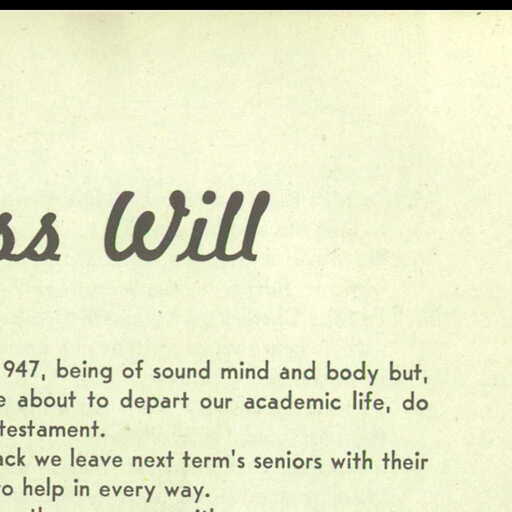 ss Will
947, being of sound mind and body but,
e about to depart our academic life, do
testament.
ack we leave next term's seniors with their
o help in every way.